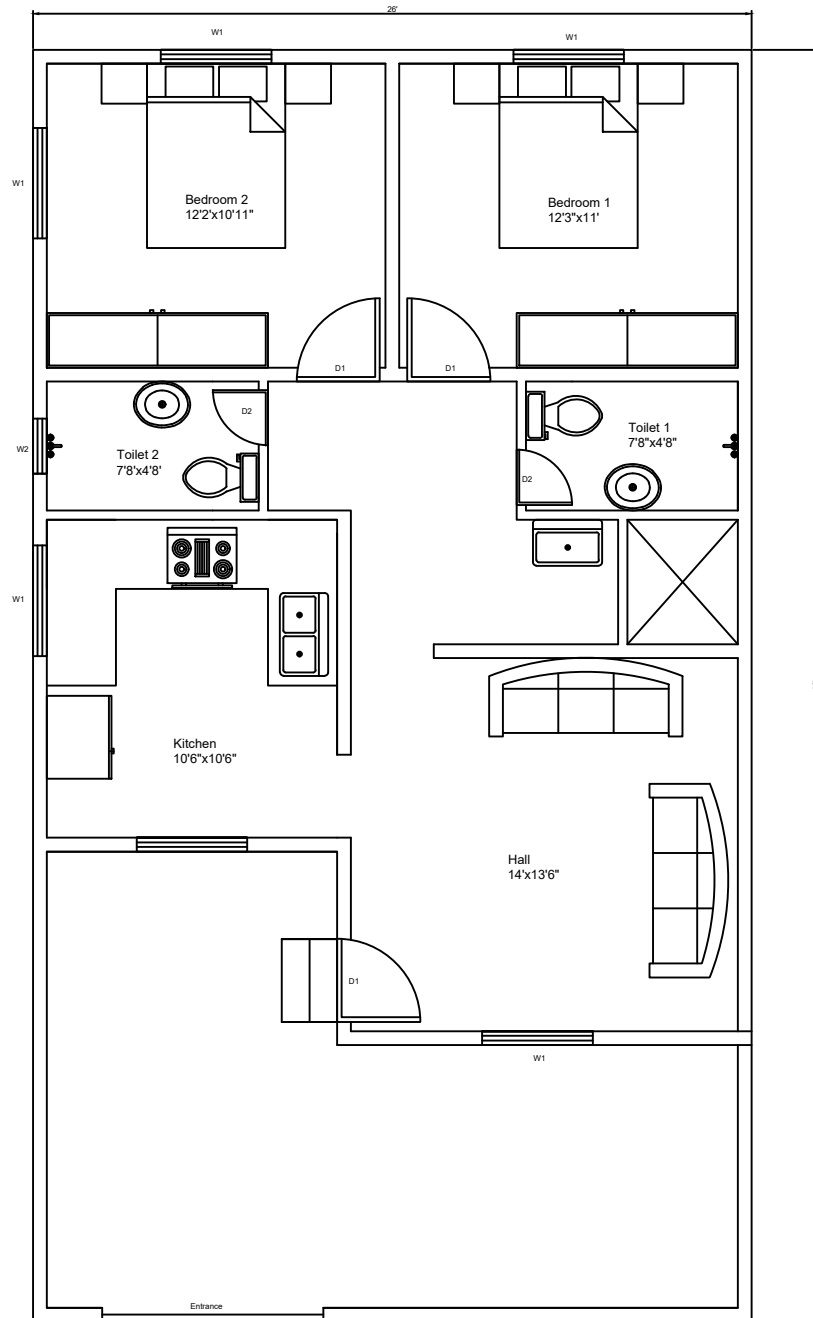 26'
W1
W1
W1
Bedroom 2
12'2'x10'11"
Bedroom 1
12'3"x11'
D1
D1
D2
Toilet 2
7'8'x4'8'
W2
Toilet 1
7'8"x4'8"
D2
W1
Kitchen
10'6"x10'6"
Hall
14'x13'6"
D1
W1
Entrance